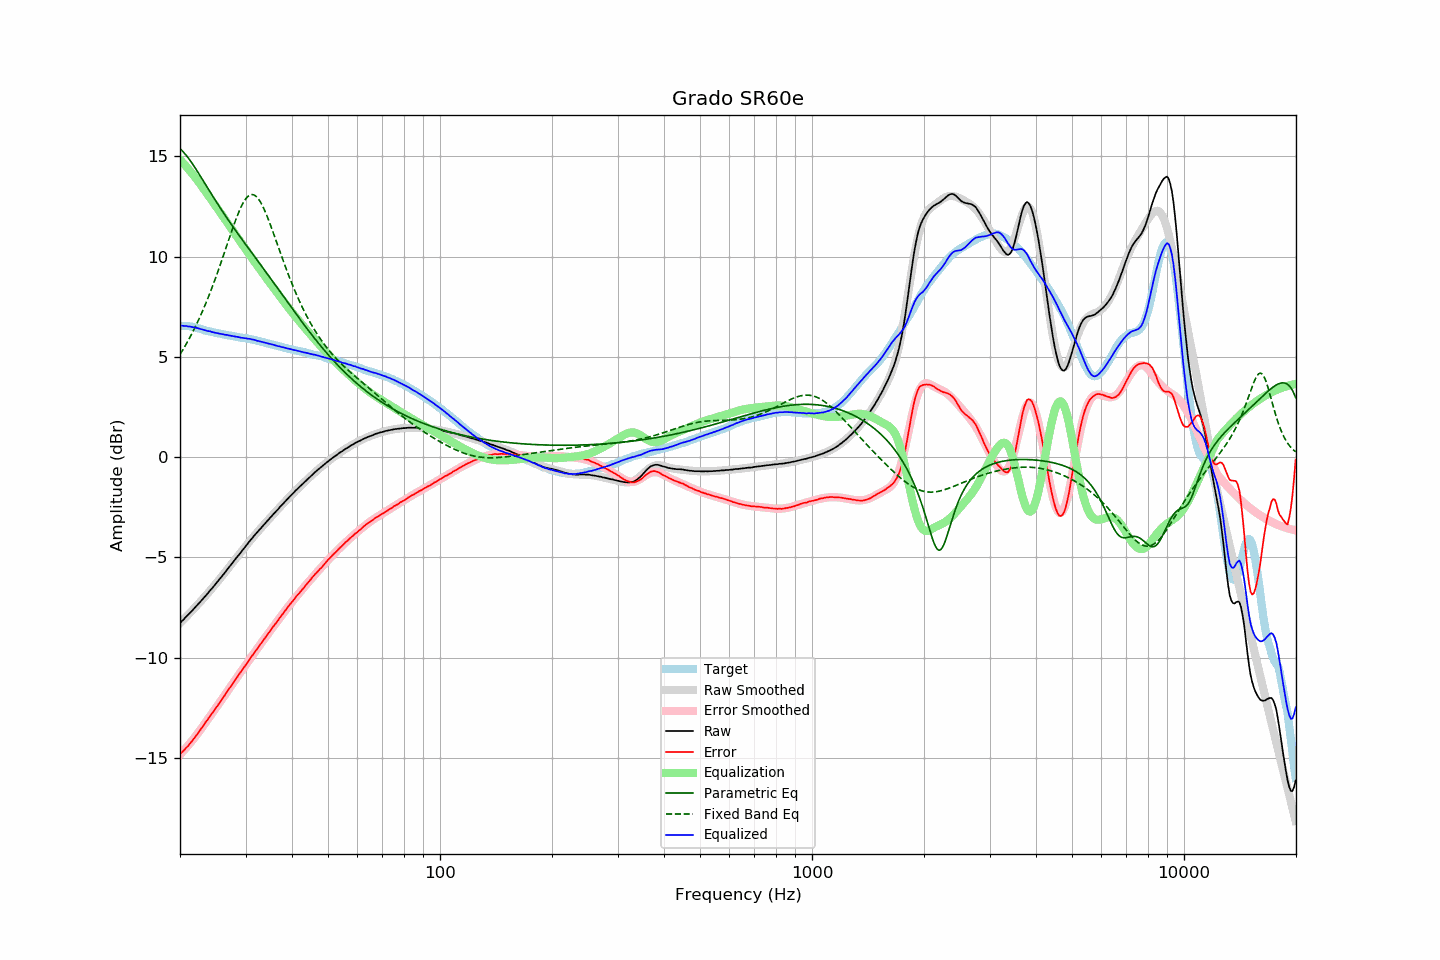 Grado SR60e
15
10
5
0
−5
−10
−15
Amplitude (dBr)
Target
Raw Smoothed
Error Smoothed
Raw
Error
Equalization
Parametric Eq
Fixed Band Eq
Equalized
100
1000
10000
Frequency (Hz)